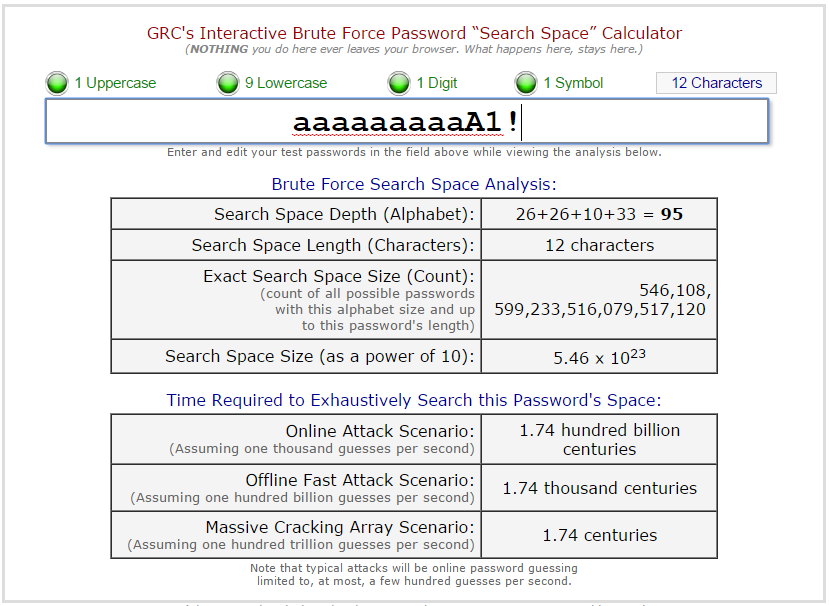 GRC's Interactive Brute Force Password “Search Space” Calculator
(NOTHING you do here ever leaves your browser. What happens here, stays here.)
1 Uppercase 9 Lowercase 1 Digit 1 Symbol 12 Characters
aaaaaaaaaA1!
Enter and edit your test passwords in the field above while viewing the analysis below.
Brute Force Search Space Analysis:
Search Space Depth (Alphabet): 26+26+10+33 = 95
Search Space Length (Characters): 12 characters
Exact Search Space Size (Count):
(count of all possible passwords
with this alphabet size and up
to this password's length)
546,108,
599,233,516,079,517,120
Search Space Size (as a power of 10): 5.46 x 10²³
Time Required to Exhaustively Search this Password's Space:
Online Attack Scenario:
(Assuming one thousand guesses per second)
1.74 hundred billion
centuries
Offline Fast Attack Scenario:
(Assuming one hundred billion guesses per second)
1.74 thousand centuries
Massive Cracking Array Scenario:
(Assuming one hundred trillion guesses per second)
1.74 centuries
Note that typical attacks will be online password guessing
limited to, at most, a few hundred guesses per second.